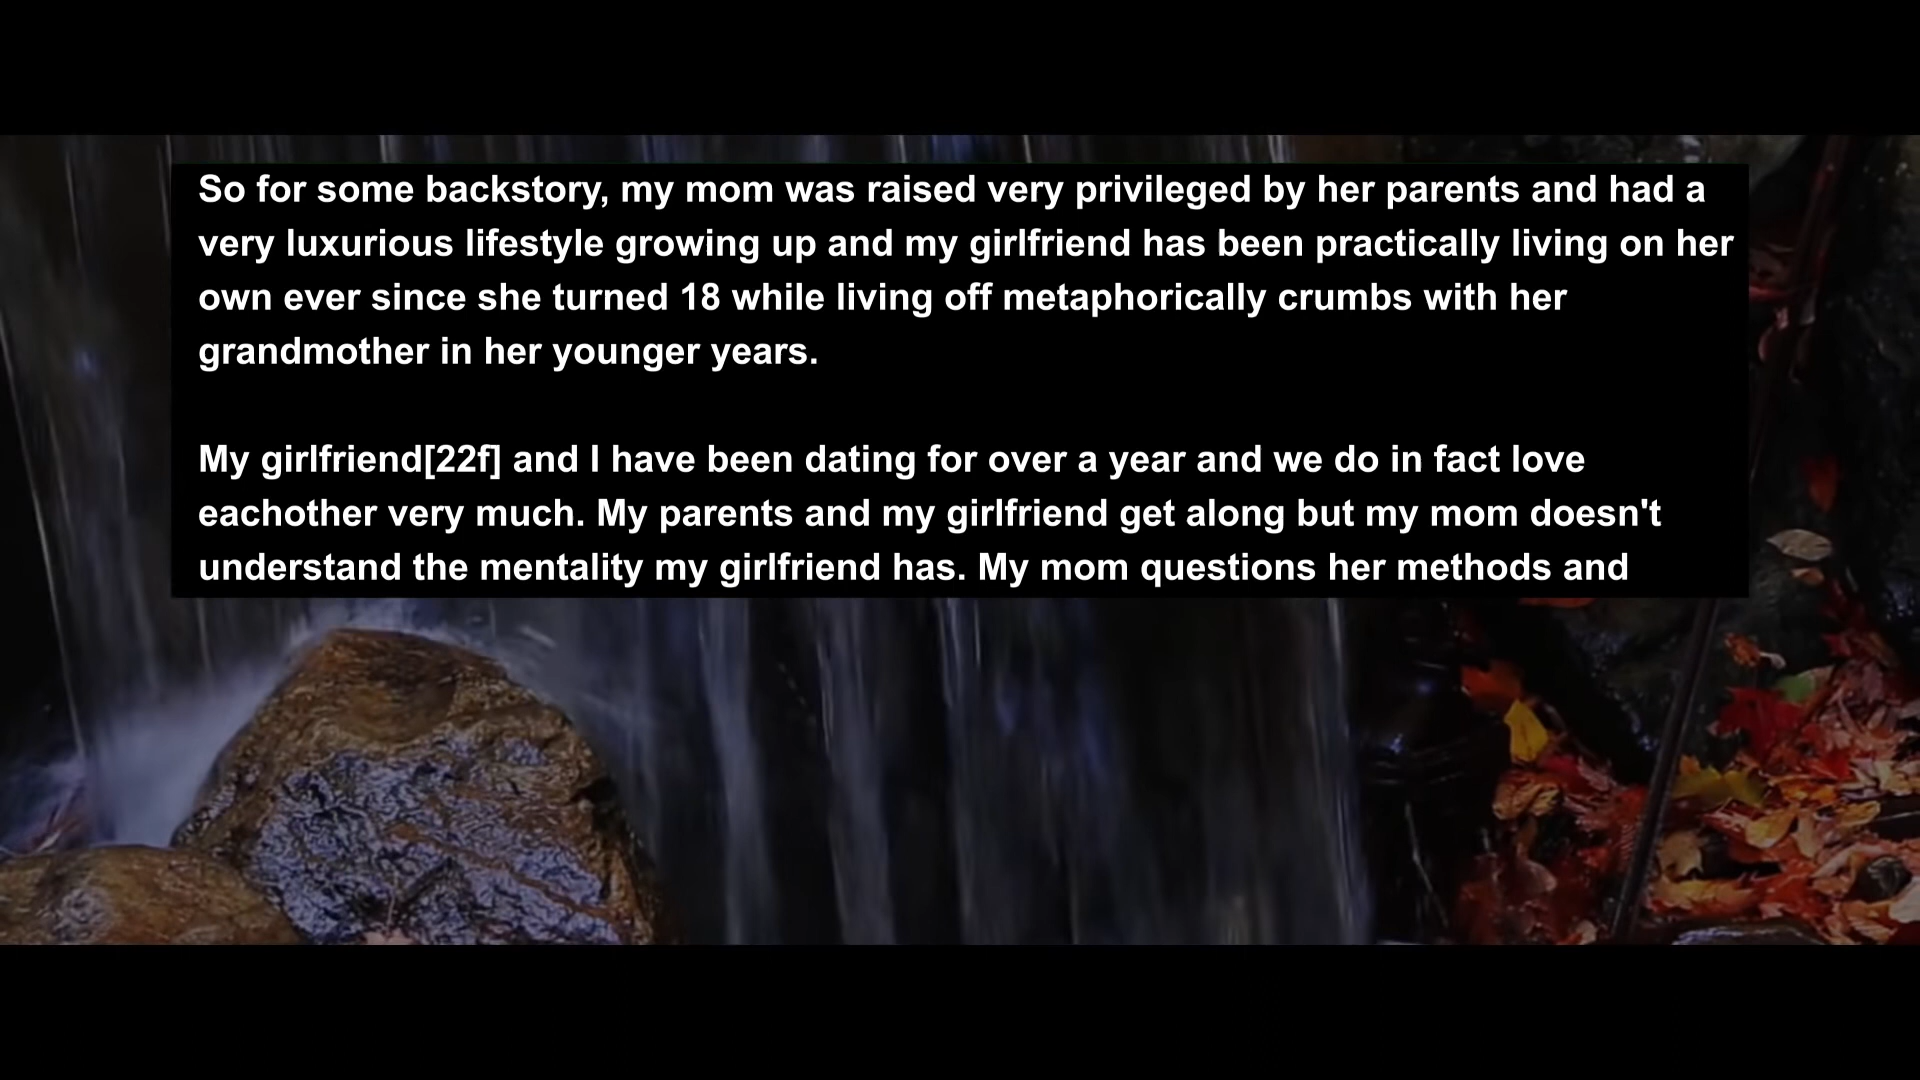 So for some backstory, my mom was raised very privileged by her parents and had a
very luxurious lifestyle growing up and my girlfriend has been practically living on her
own ever since she turned 18 while living off metaphorically crumbs with her
grandmother in her younger years.
My girlfriend[22f] and I have been dating for over a year and we do in fact love
eachother very much. My parents and my girlfriend get along but my mom doesn't
understand the mentality my girlfriend has. My mom questions her methods and